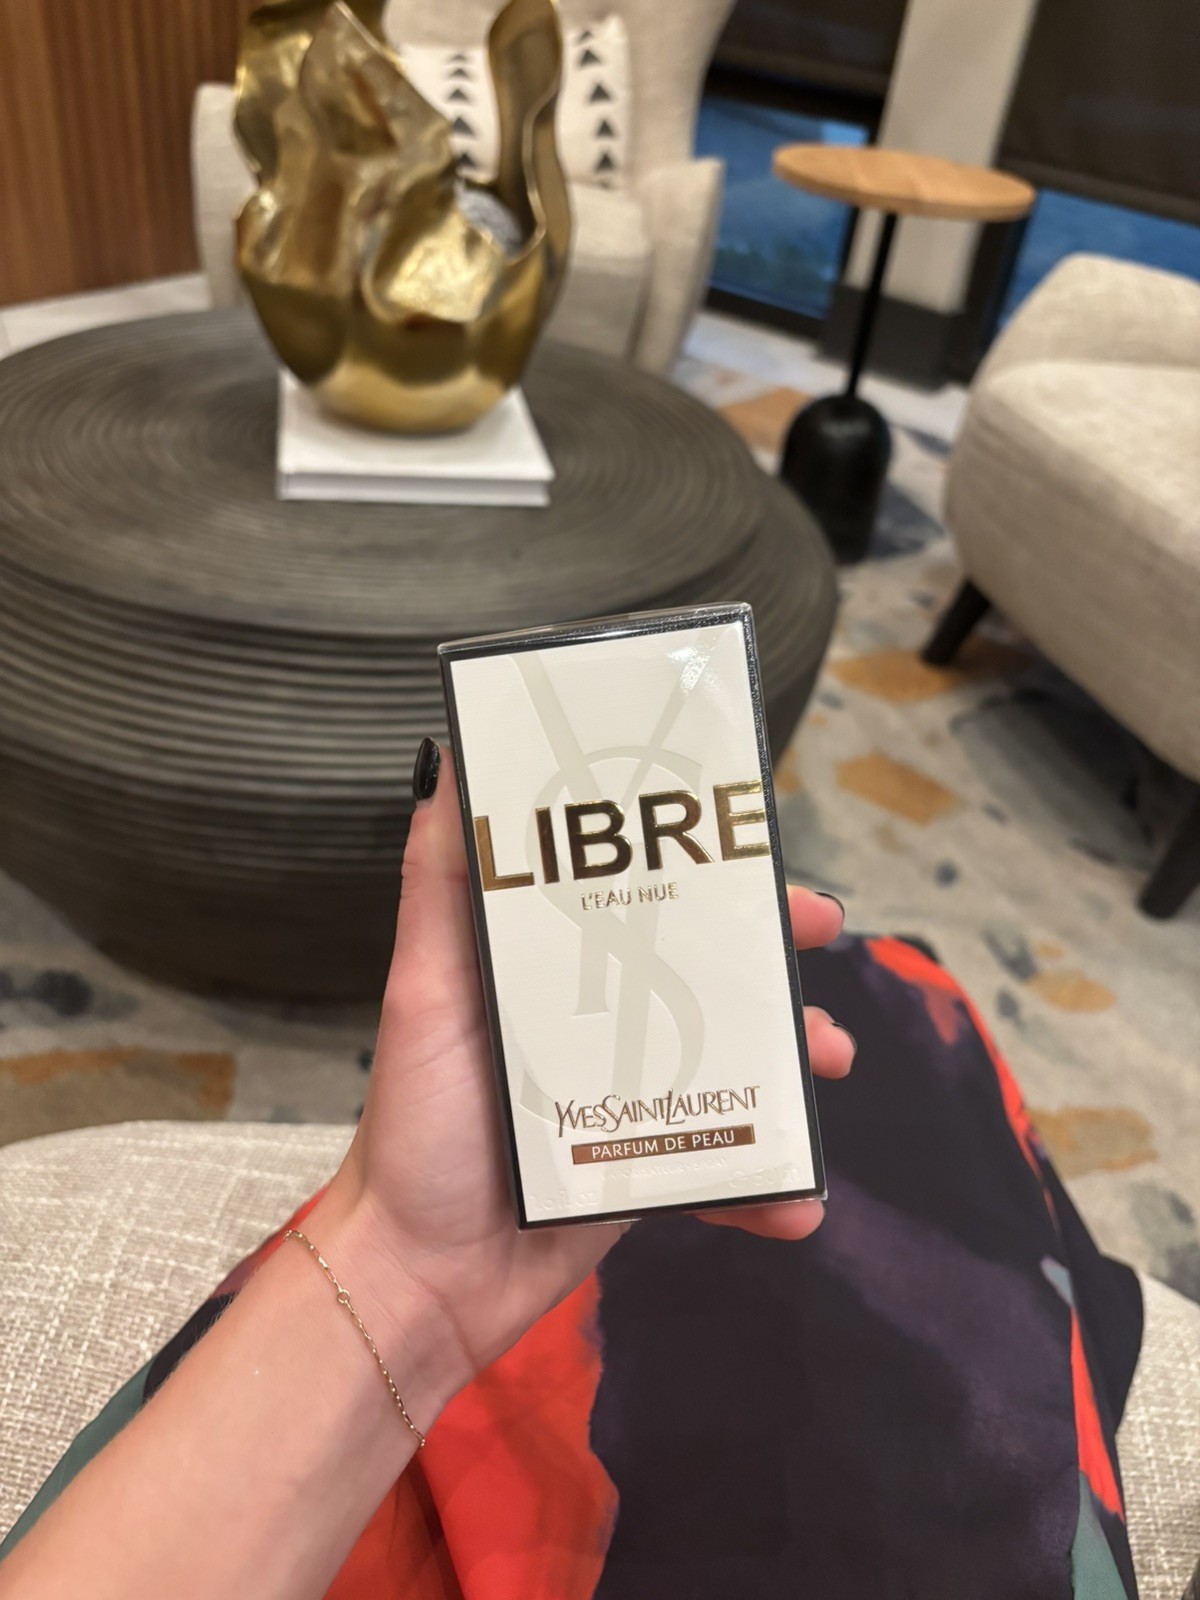 LIBRE
L'EAU NUE
YVESSAINTLAURENT
PARFUM DE PEAU